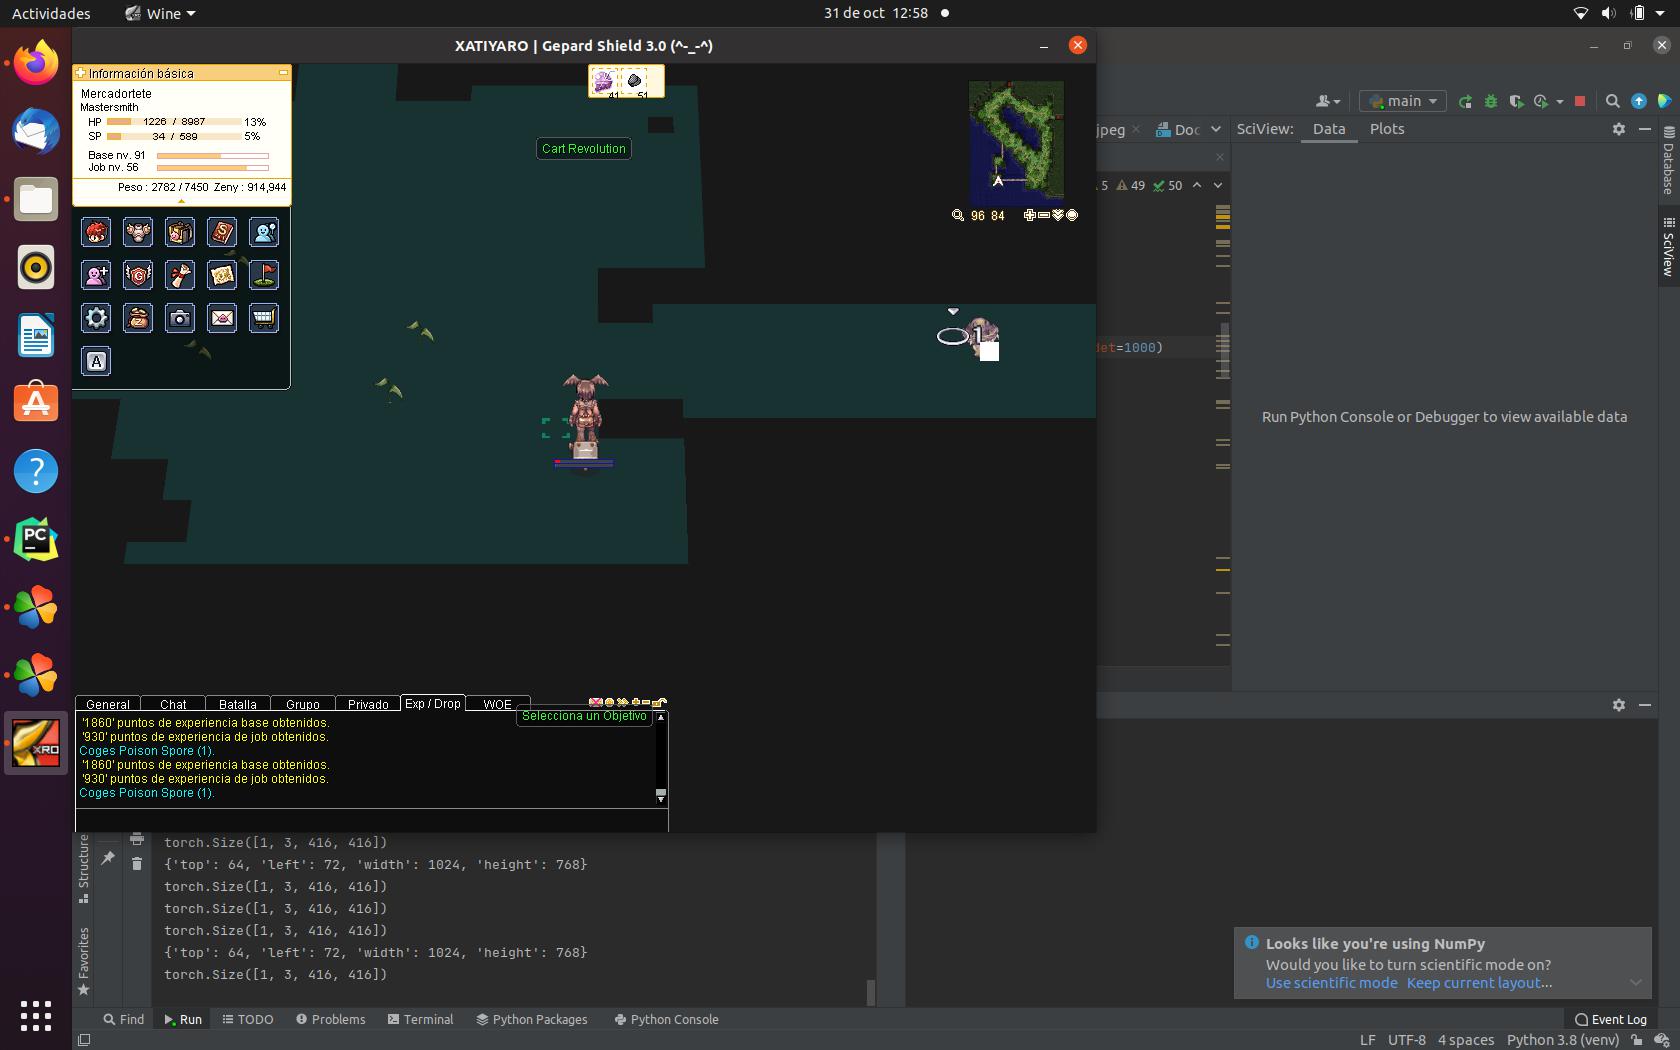 Actividades
Wine
31 de oct 12:58
XATIYARO | Gepard Shield 3.0 (^-_-^)
Información básica
Mercadortete
Mastersmith
HP 1226 / 8987 13%
SP 34 / 589 5%
Base nv. 91
Job nv. 56
Peso : 2782 / 7450 Zeny : 914,944
41 51
Cart Revolution
96 84
A
1
General Chat Batalla Grupo Privado Exp / Drop WOE
Selecciona un Objetivo
'1860' puntos de experiencia base obtenidos.
'930' puntos de experiencia de job obtenidos.
Coges Poison Spore (1).
'1860' puntos de experiencia base obtenidos.
'930' puntos de experiencia de job obtenidos.
Coges Poison Spore (1).
main
jpeg Doc
SciView: Data Plots
5 49 50
det=1000)
Run Python Console or Debugger to view available data
Database
SciView
Structure
Favorites
torch.Size([1, 3, 416, 416])
{'top': 64, 'left': 72, 'width': 1024, 'height': 768}
torch.Size([1, 3, 416, 416])
torch.Size([1, 3, 416, 416])
torch.Size([1, 3, 416, 416])
{'top': 64, 'left': 72, 'width': 1024, 'height': 768}
torch.Size([1, 3, 416, 416])
Looks like you're using NumPy
Would you like to turn scientific mode on?
Use scientific mode Keep current layout...
Find Run TODO Problems Terminal Python Packages Python Console
Event Log
LF UTF-8 4 spaces Python 3.8 (venv)
PC
XRO